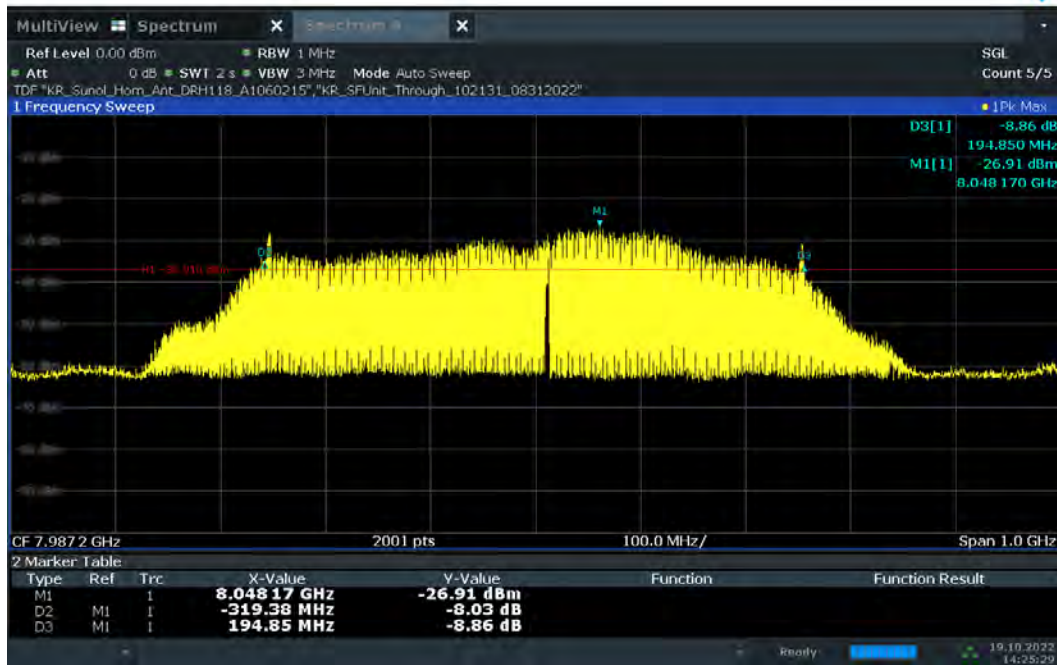 MultiView Spectrum X X
Ref Level 0.00 dBm RBW 1 MHz SGL
Att 0 dB SWT 2 s VBW 3 MHz Mode Auto Sweep Count 5/5
TDF "KR_Sunol_Horn_Ant_DRH118_A1060215","KR_SFUnit_Through_102131_08312022"
1 Frequency Sweep 1Pk Max
D3[1] -8.86 dB
194.850 MHz
M1[1] -26.91 dBm
8.048 170 GHz
M1
D3
CF 7.987 2 GHz 2001 pts 100.0 MHz/ Span 1.0 GHz
2 Marker Table
Type Ref Trc X-Value Y-Value Function Function Result
M1 1 8.048 17 GHz -26.91 dBm
D2 M1 1 -319.38 MHz -8.03 dB
D3 M1 1 194.85 MHz -8.86 dB
Ready 19.10.2022
14:25:29